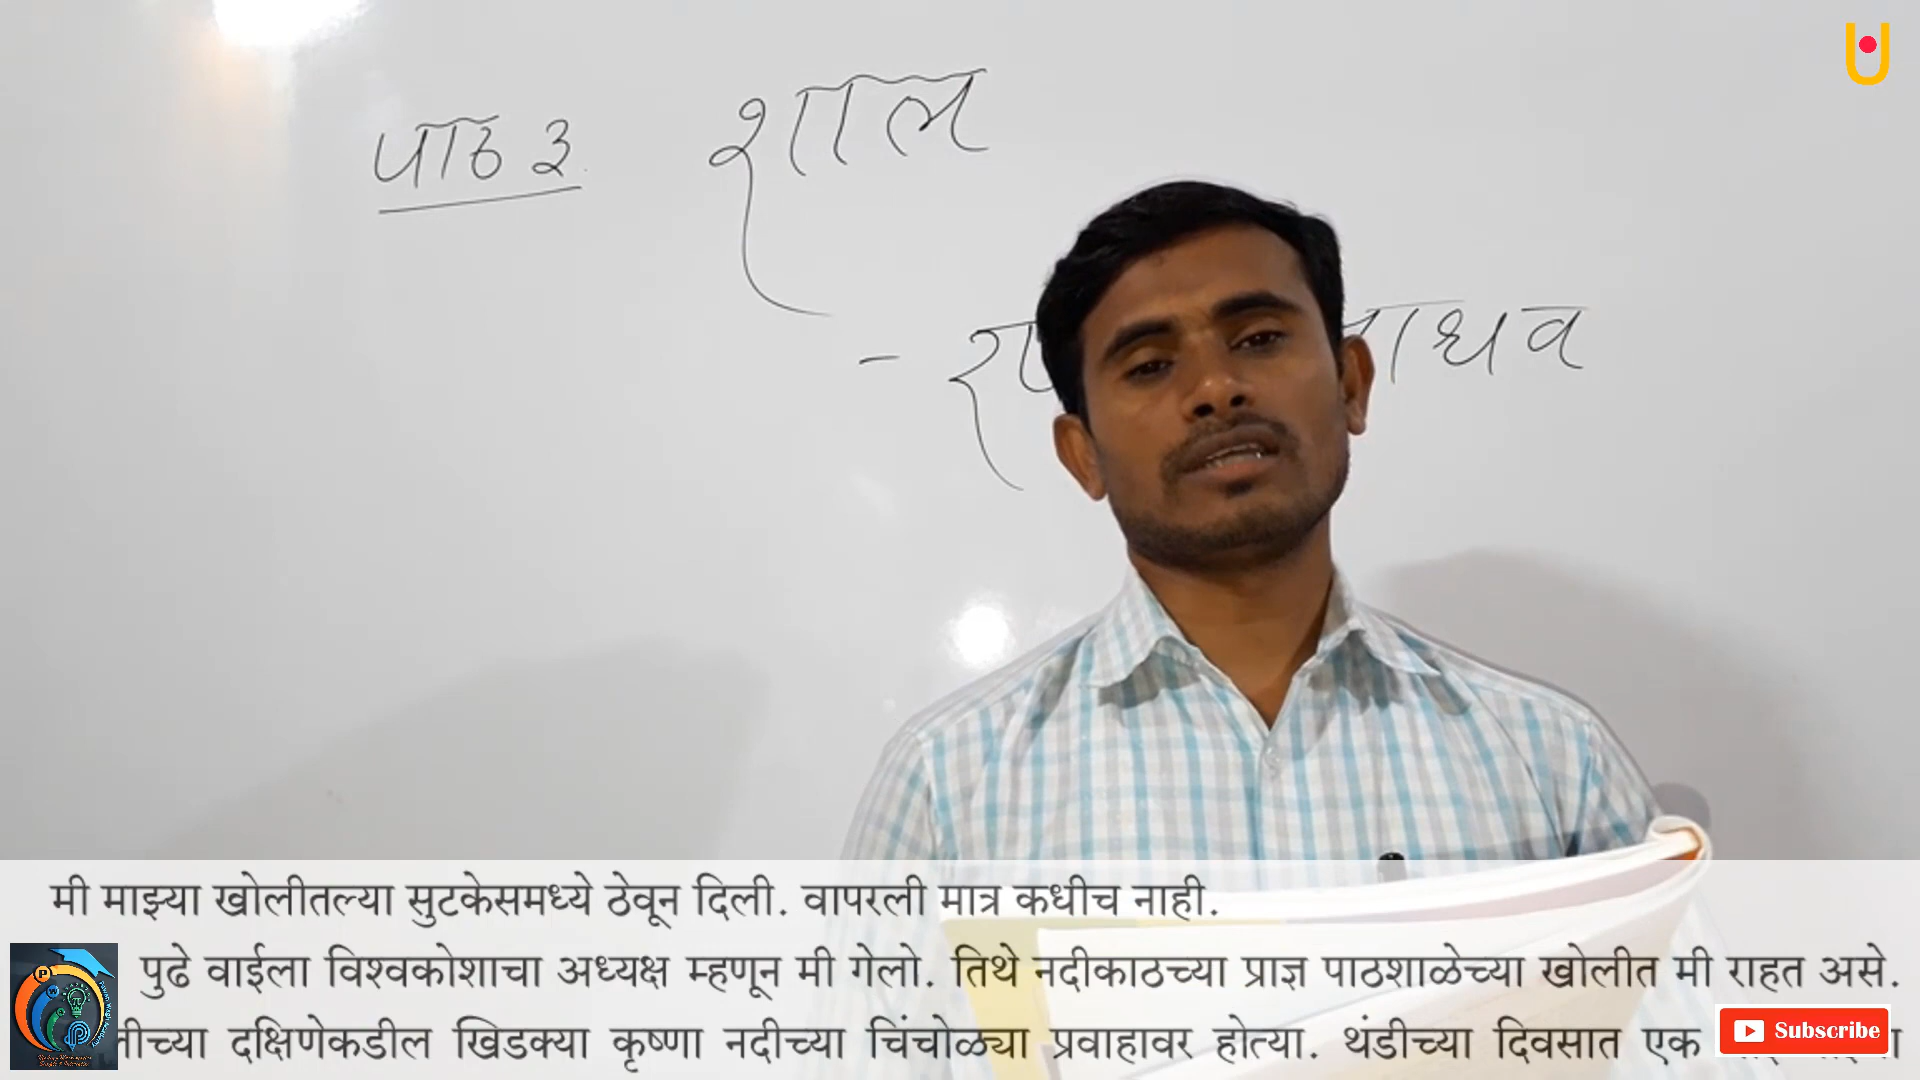 पाठ ३.
शाल
माधव
मी माझ्या खोलीतल्या सुटकेसमध्ये ठेवून दिली. वापरली मात्र कधीच नाही.
पुढे वाईला विश्वकोशाचा अध्यक्ष म्हणून मी गेलो. तिथे नदीकाठच्या प्राज्ञ पाठशाळेच्या खोलीत मी राहत असे.
दक्षिणेकडील खिडक्या कृष्णा नदीच्या चिंचोळ्या प्रवाहावर होत्या. थंडीच्या दिवसात एक
Subscribe